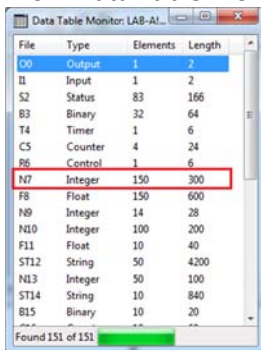 Data Table Monitor: LAB-A!...
File Type Elements Length
O0 Output 1 2
I1 Input 1 2
S2 Status 83 166
B3 Binary 32 64
T4 Timer 1 6
C5 Counter 4 24
R6 Control 1 6
N7 Integer 150 300
F8 Float 150 600
N9 Integer 14 28
N10 Integer 100 200
F11 Float 10 40
ST12 String 50 4200
N13 Integer 50 100
ST14 String 10 840
B15 Binary 10 20
Found 151 of 151